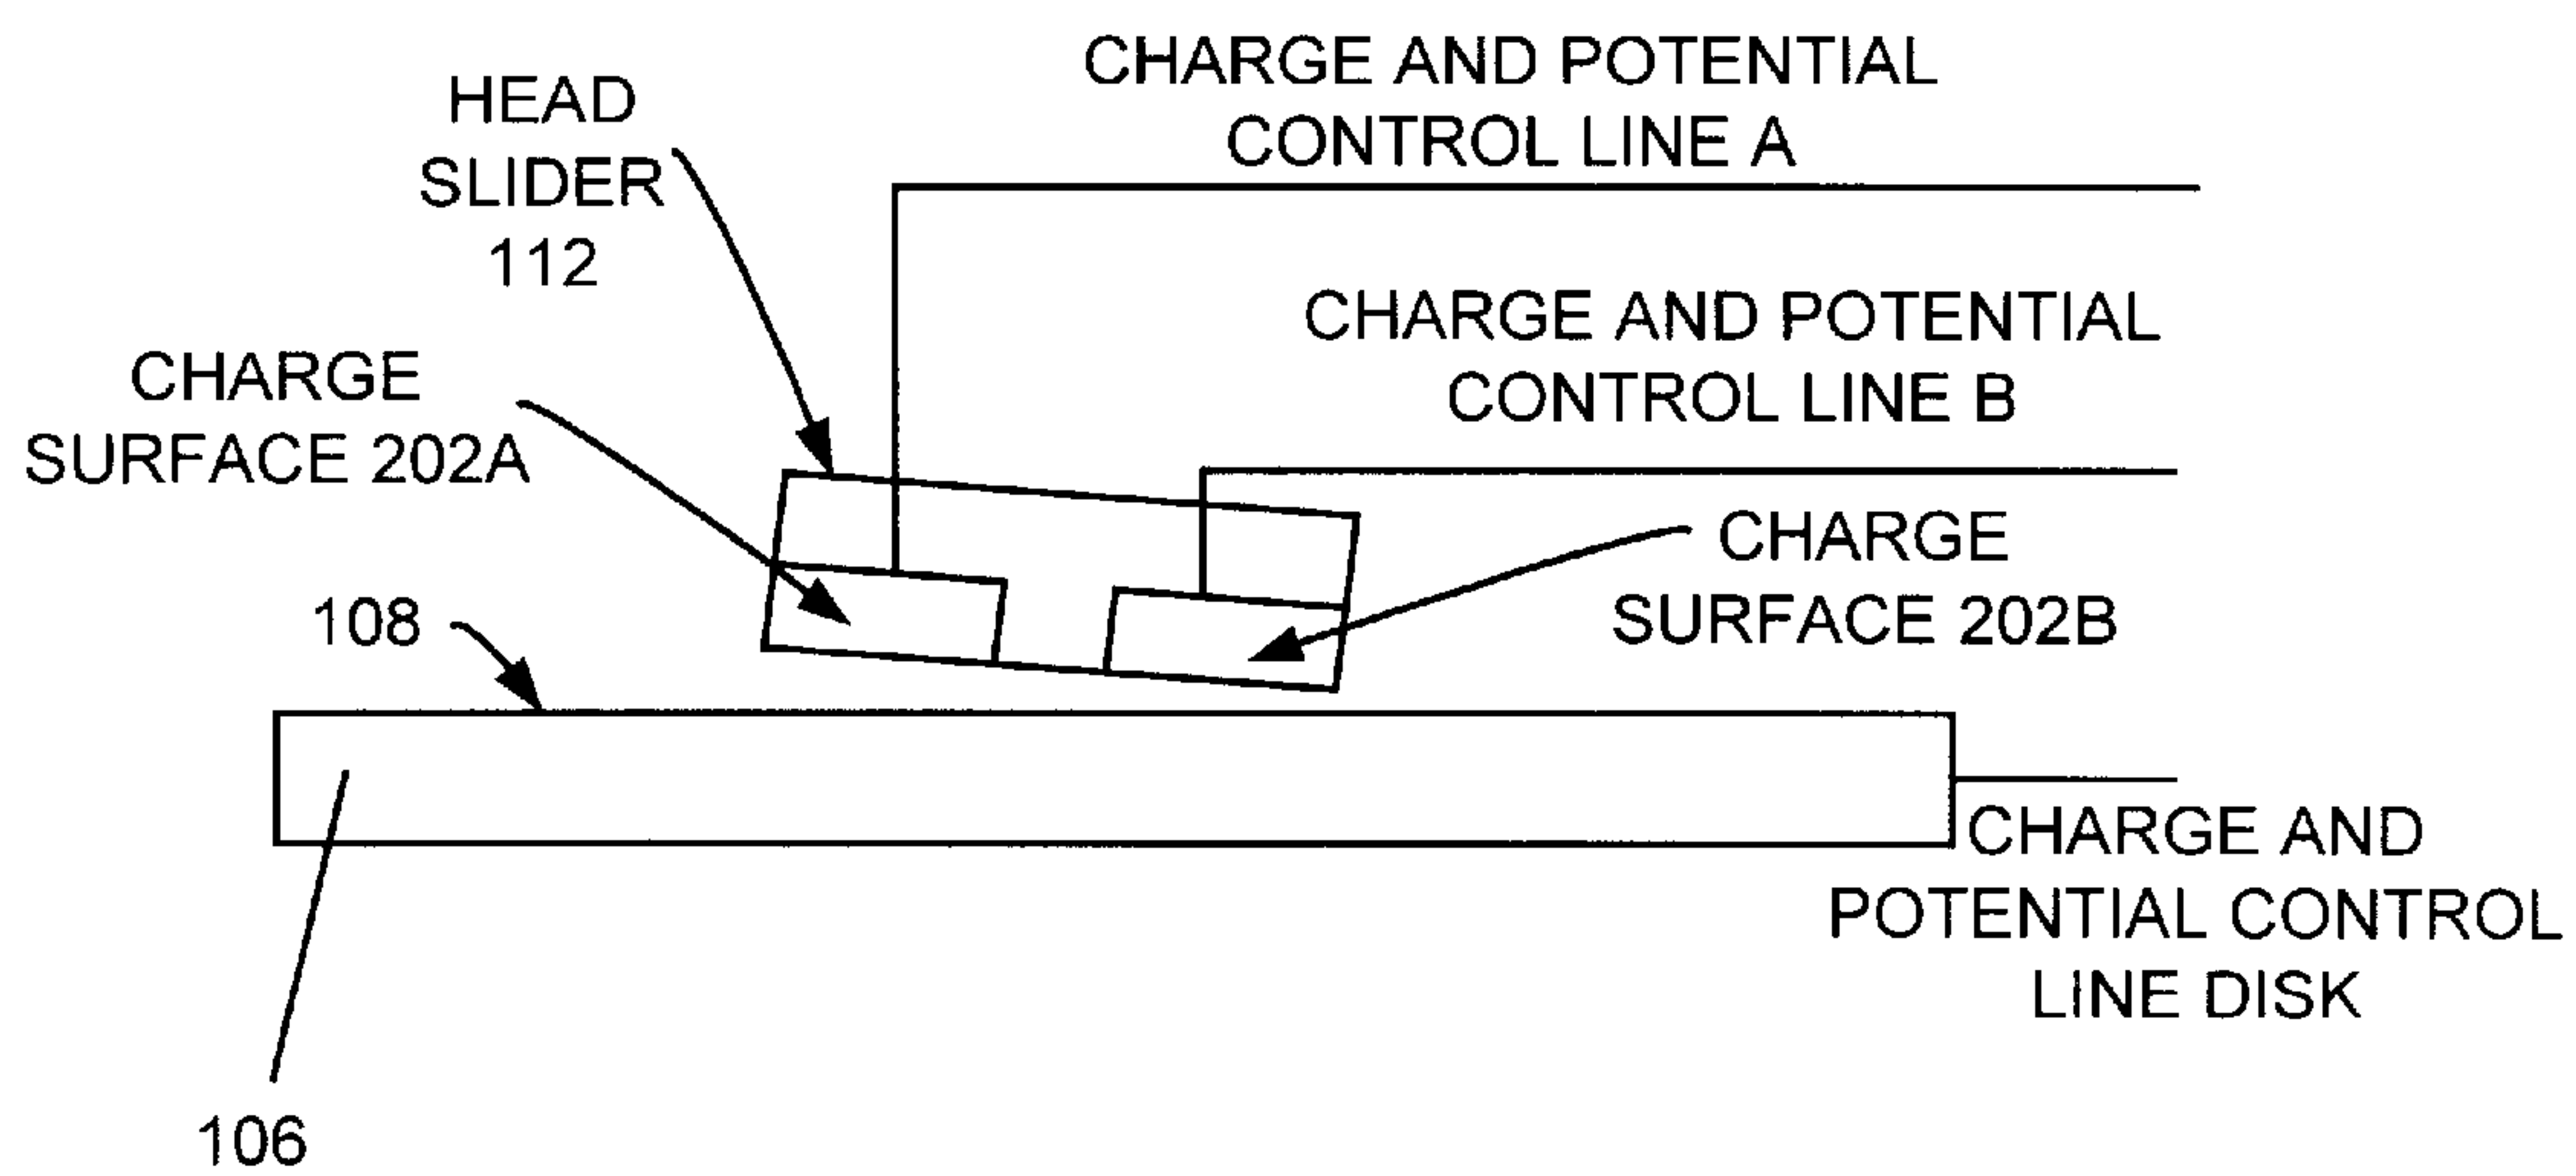 CHARGE AND POTENTIAL
CONTROL LINE A
HEAD
SLIDER
112
CHARGE AND POTENTIAL
CONTROL LINE B
CHARGE
SURFACE 202A
CHARGE
SURFACE 202B
108
CHARGE AND
POTENTIAL CONTROL
LINE DISK
106